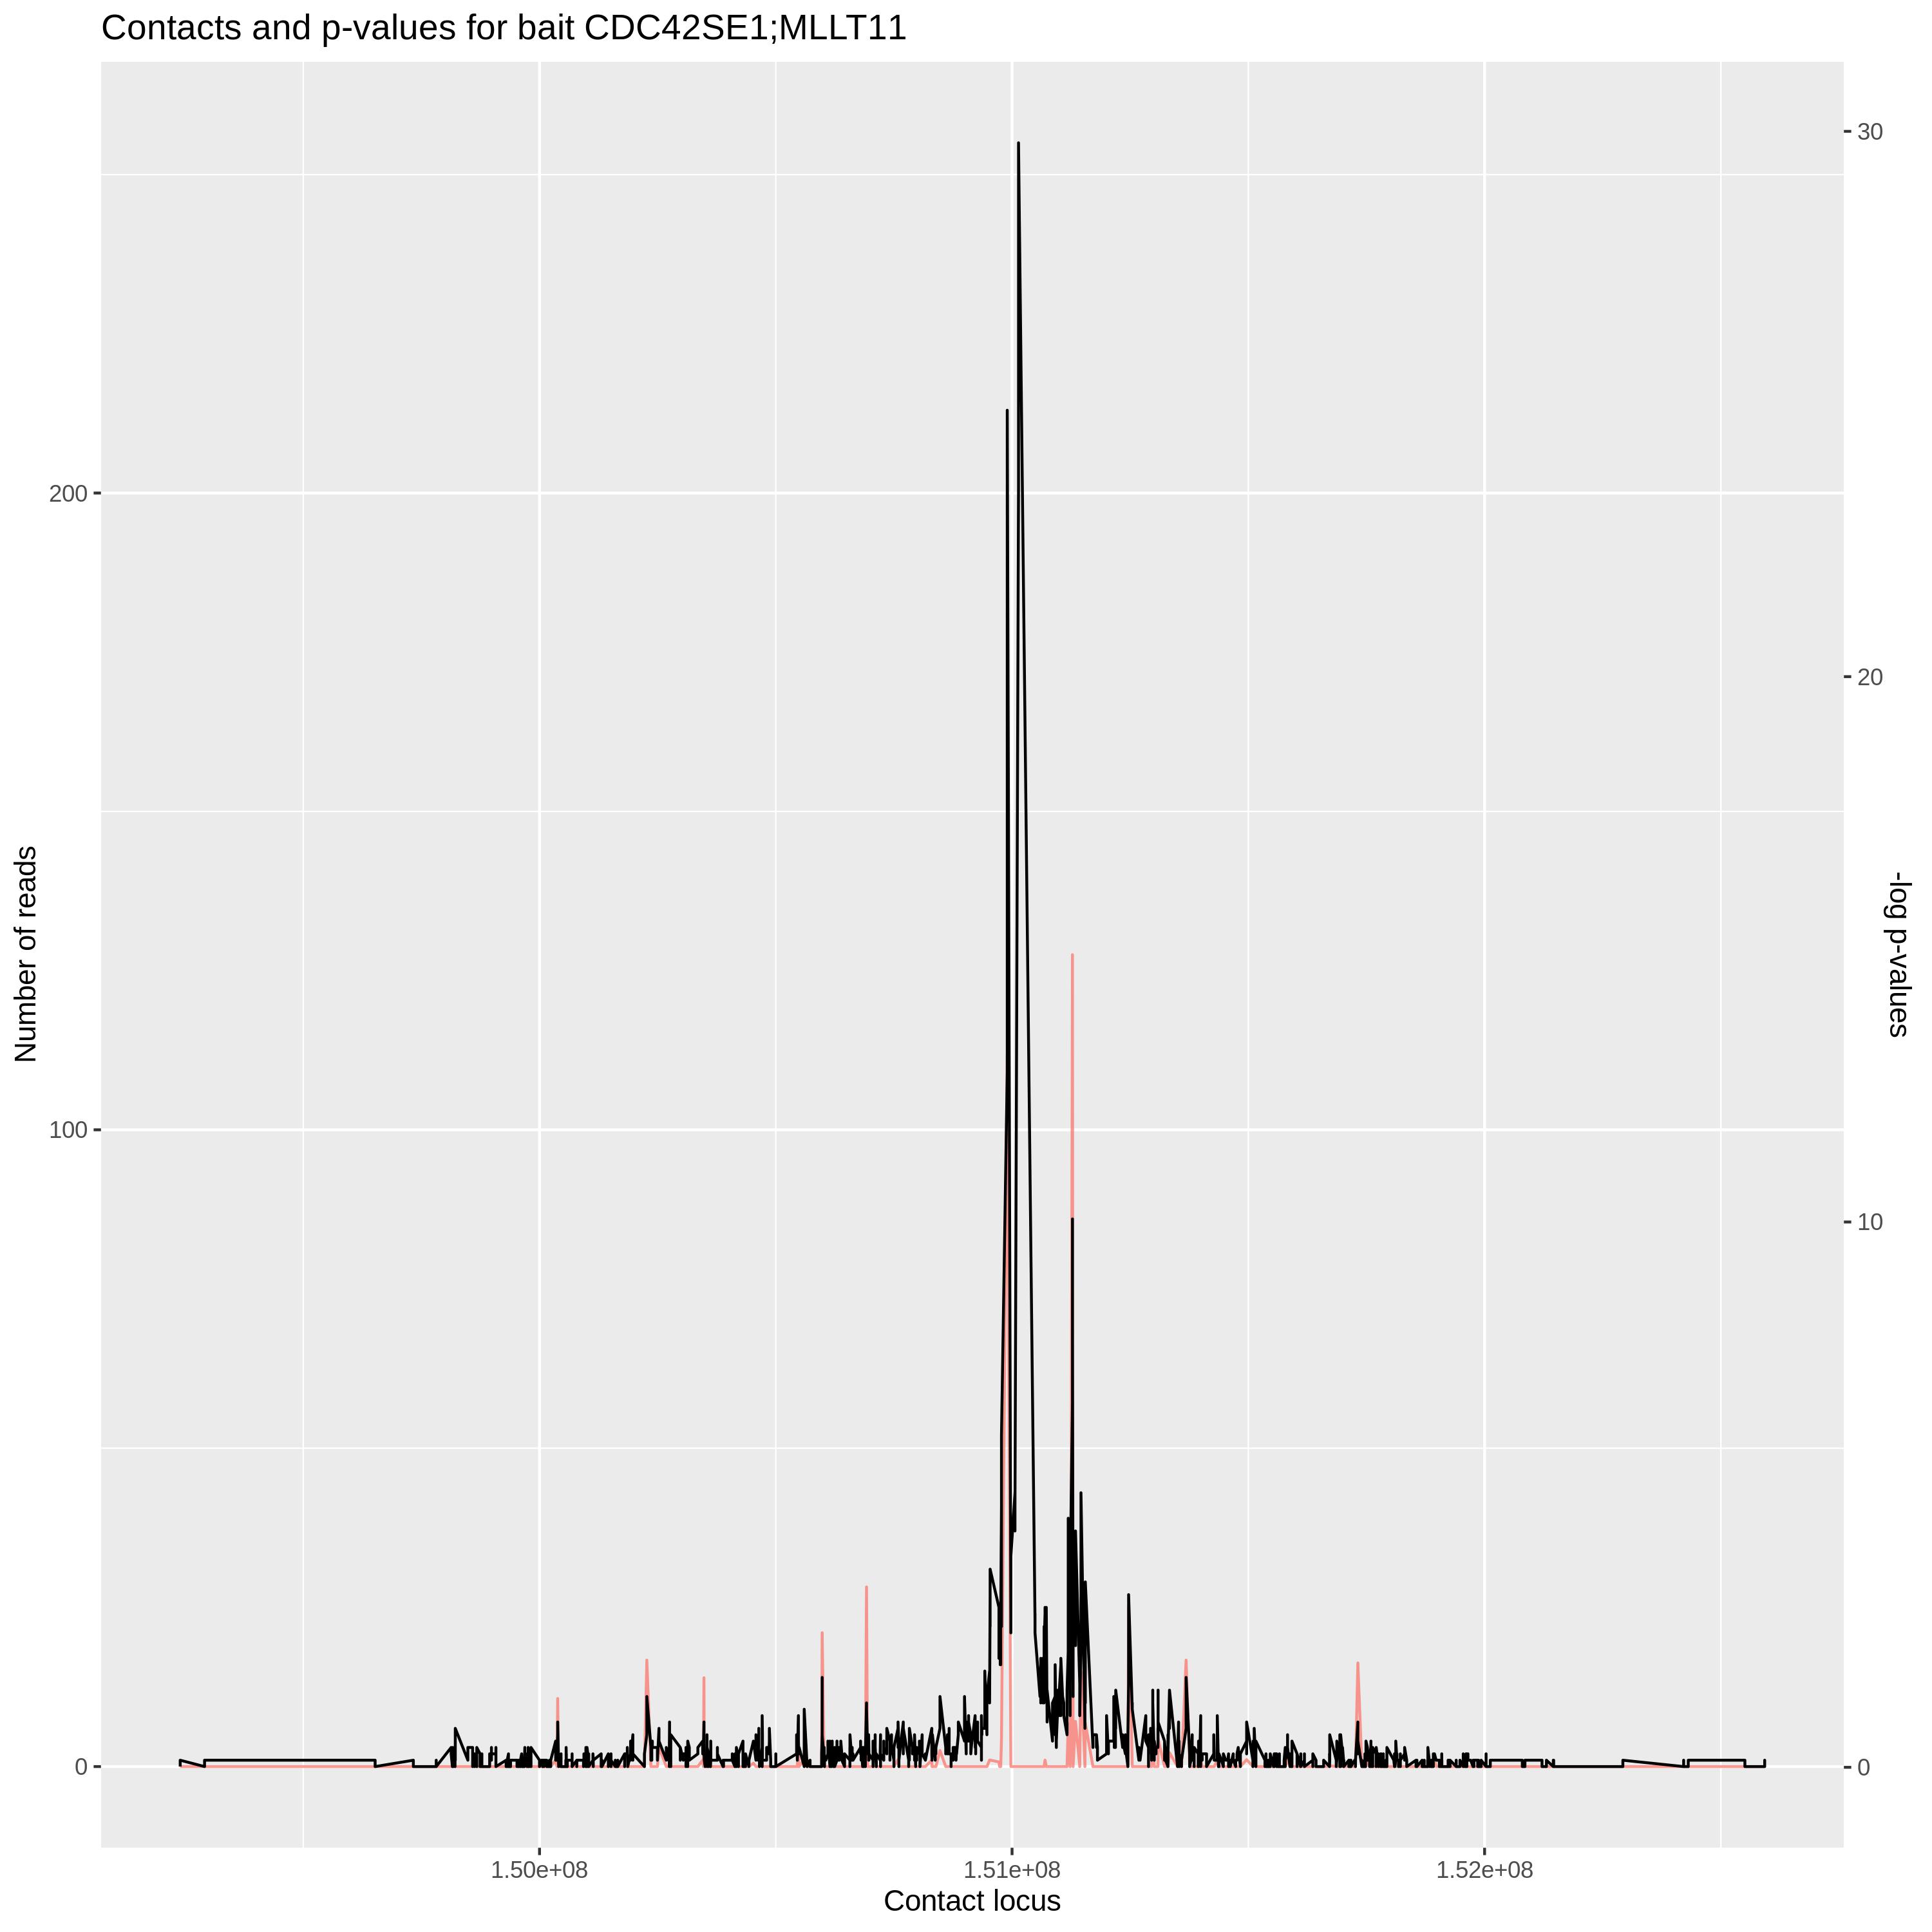 Contacts and p-values for bait CDC42SE1;MLLT11
Number of reads
200
100
0
30
20
10
0
-log p-values
1.50e+08
1.51e+08
1.52e+08
Contact locus